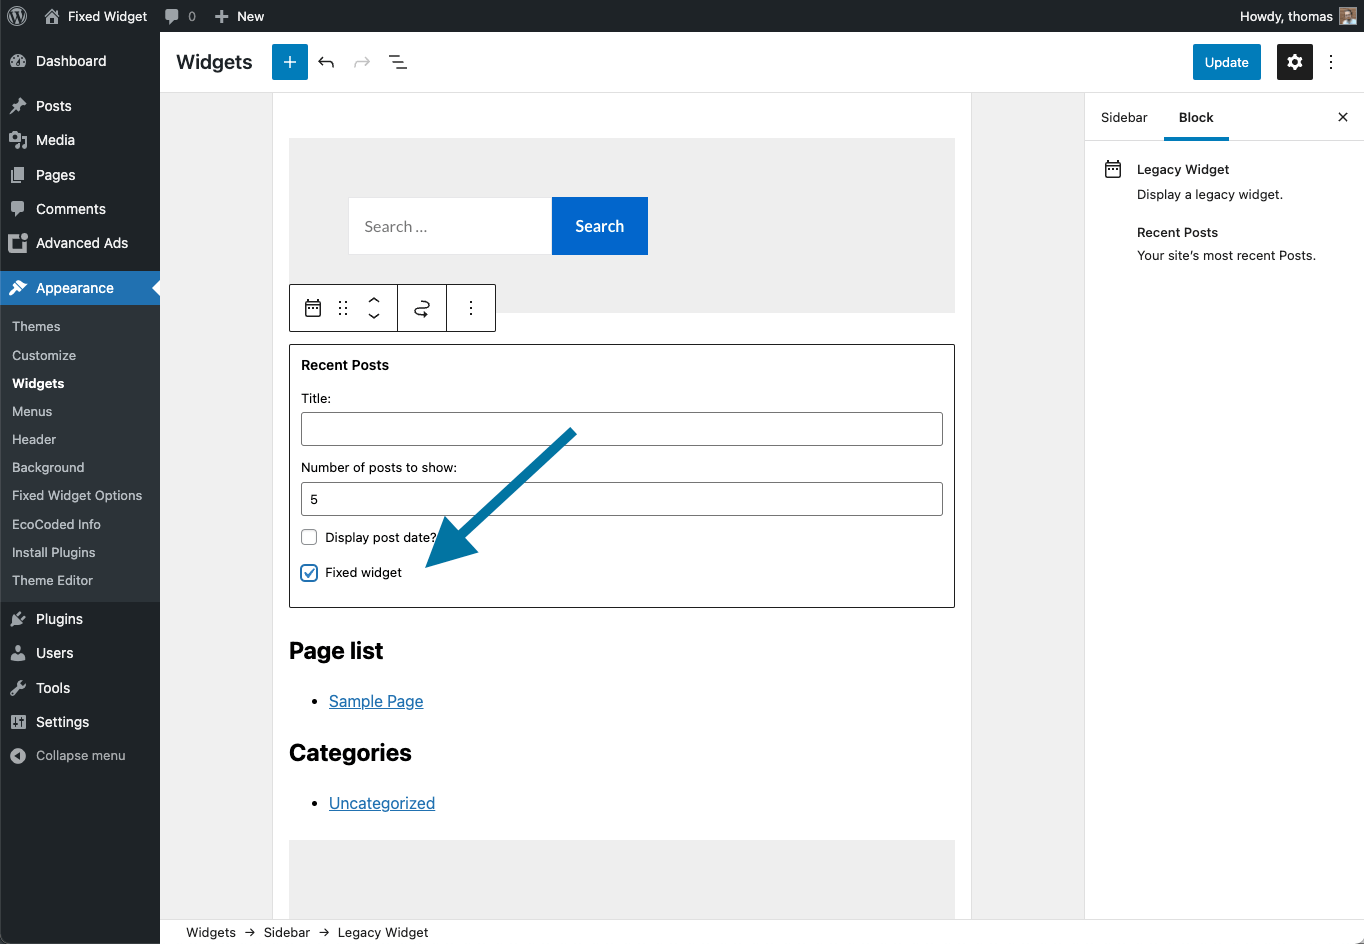 Fixed Widget 0 New Howdy, thomas
Dashboard
Posts
Media
Pages
Comments
Advanced Ads
Appearance
Themes
Customize
Widgets
Menus
Header
Background
Fixed Widget Options
EcoCoded Info
Install Plugins
Theme Editor
Plugins
Users
Tools
Settings
Collapse menu
Widgets Update
Search ... Search
Recent Posts
Title:
Number of posts to show:
5
Display post date?
Fixed widget
Page list
Sample Page
Categories
Uncategorized
Sidebar Block
Legacy Widget
Display a legacy widget.
Recent Posts
Your site's most recent Posts.
Widgets → Sidebar → Legacy Widget